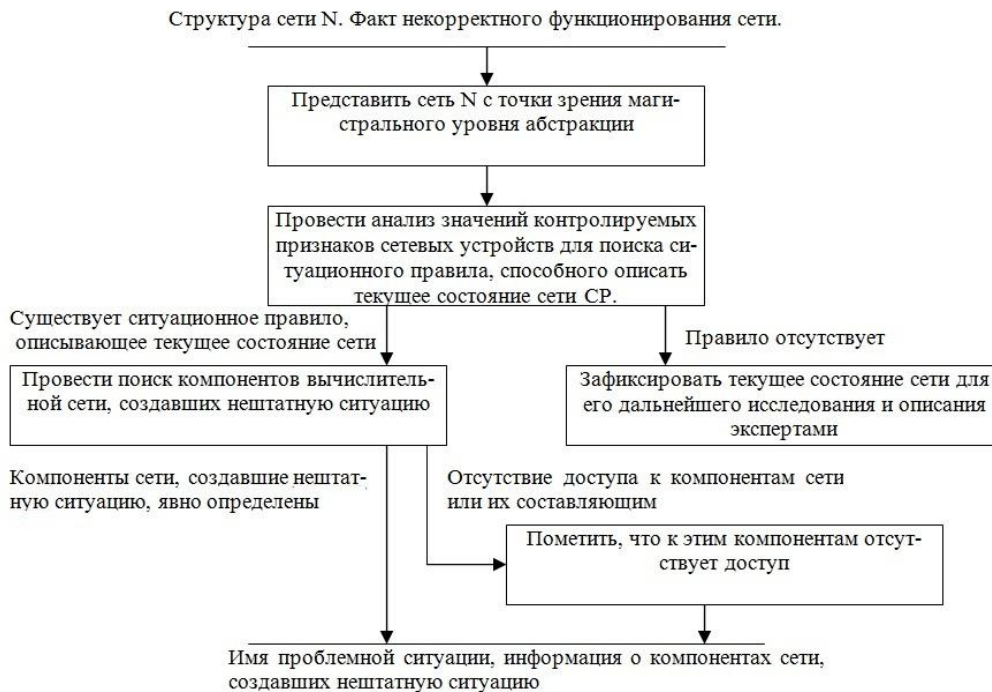 Структура сети N. Факт некорректного функционирования сети.
Представить сеть N с точки зрения маги-
стрального уровня абстракции
Провести анализ значений контролируемых
признаков сетевых устройств для поиска си-
туационного правила, способного описать
текущее состояние сети СР.
Существует ситуационное правило,
описывающее текущее состояние сети
Правило отсутствует
Провести поиск компонентов вычислитель-
ной сети, создавших нештатную ситуацию
Зафиксировать текущее состояние сети для
его дальнейшего исследования и описания
экспертами
Компоненты сети, создавшие нештат-
ную ситуацию, явно определены
Отсутствие доступа к компонентам сети
или их составляющим
Пометить, что к этим компонентам отсут-
ствует доступ
Имя проблемной ситуации, информация о компонентах сети,
создавших нештатную ситуацию